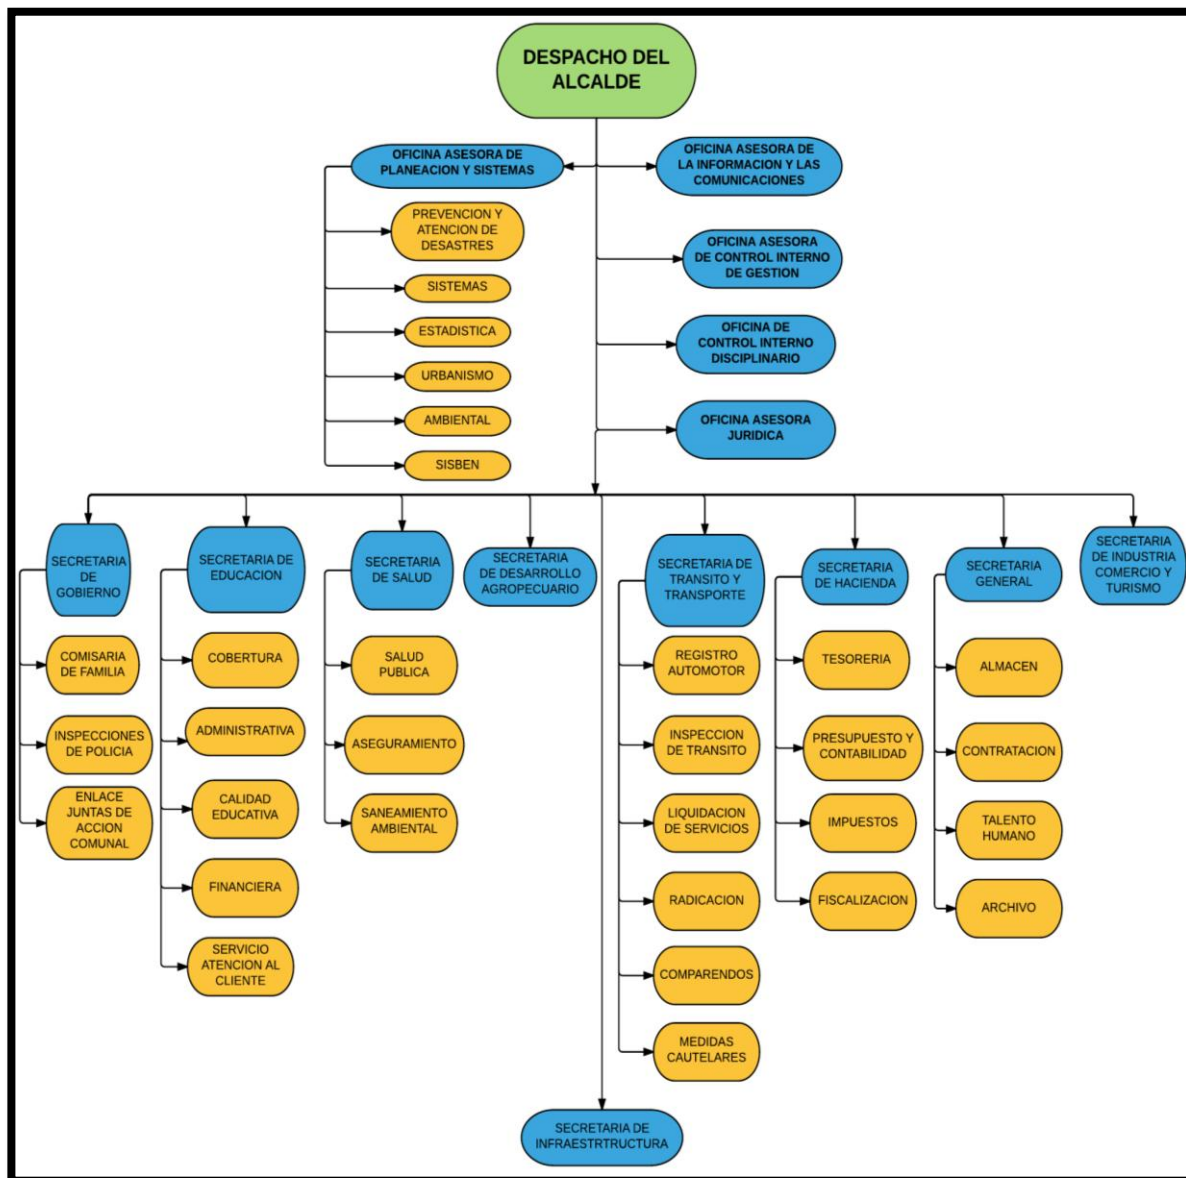 DESPACHO DEL
ALCALDE
OFICINA ASESORA DE
PLANEACION Y SISTEMAS
OFICINA ASESORA DE
LA INFORMACION Y LAS
COMUNICACIONES
PREVENCION Y
ATENCION DE
DESASTRES
SISTEMAS
ESTADISTICA
URBANISMO
AMBIENTAL
SISBEN
OFICINA ASESORA
DE CONTROL INTERNO
DE GESTION
OFICINA DE
CONTROL INTERNO
DISCIPLINARIO
OFICINA ASESORA
JURIDICA
SECRETARIA
DE
GOBIERNO
COMISARIA
DE FAMILIA
INSPECCIONES
DE POLICIA
ENLACE
JUNTAS DE
ACCION
COMUNAL
SECRETARIA DE
EDUCACION
COBERTURA
ADMINISTRATIVA
CALIDAD
EDUCATIVA
FINANCIERA
SERVICIO
ATENCION AL
CLIENTE
SECRETARIA
DE SALUD
SALUD
PUBLICA
ASEGURAMIENTO
SANEAMIENTO
AMBIENTAL
SECRETARIA
DE DESARROLLO
AGROPECUARIO
SECRETARIA DE
TRANSITO Y
TRANSPORTE
REGISTRO
AUTOMOTOR
INSPECCION
DE TRANSITO
LIQUIDACION
DE SERVICIOS
RADICACION
COMPARENDOS
MEDIDAS
CAUTELARES
SECRETARIA
DE HACIENDA
TESORERIA
PRESUPUESTO Y
CONTABILIDAD
IMPUESTOS
FISCALIZACION
SECRETARIA
GENERAL
ALMACEN
CONTRATACION
TALENTO
HUMANO
ARCHIVO
SECRETARIA
DE INDUSTRIA
COMERCIO Y
TURISMO
SECRETARIA DE
INFRAESTRTRUCTURA